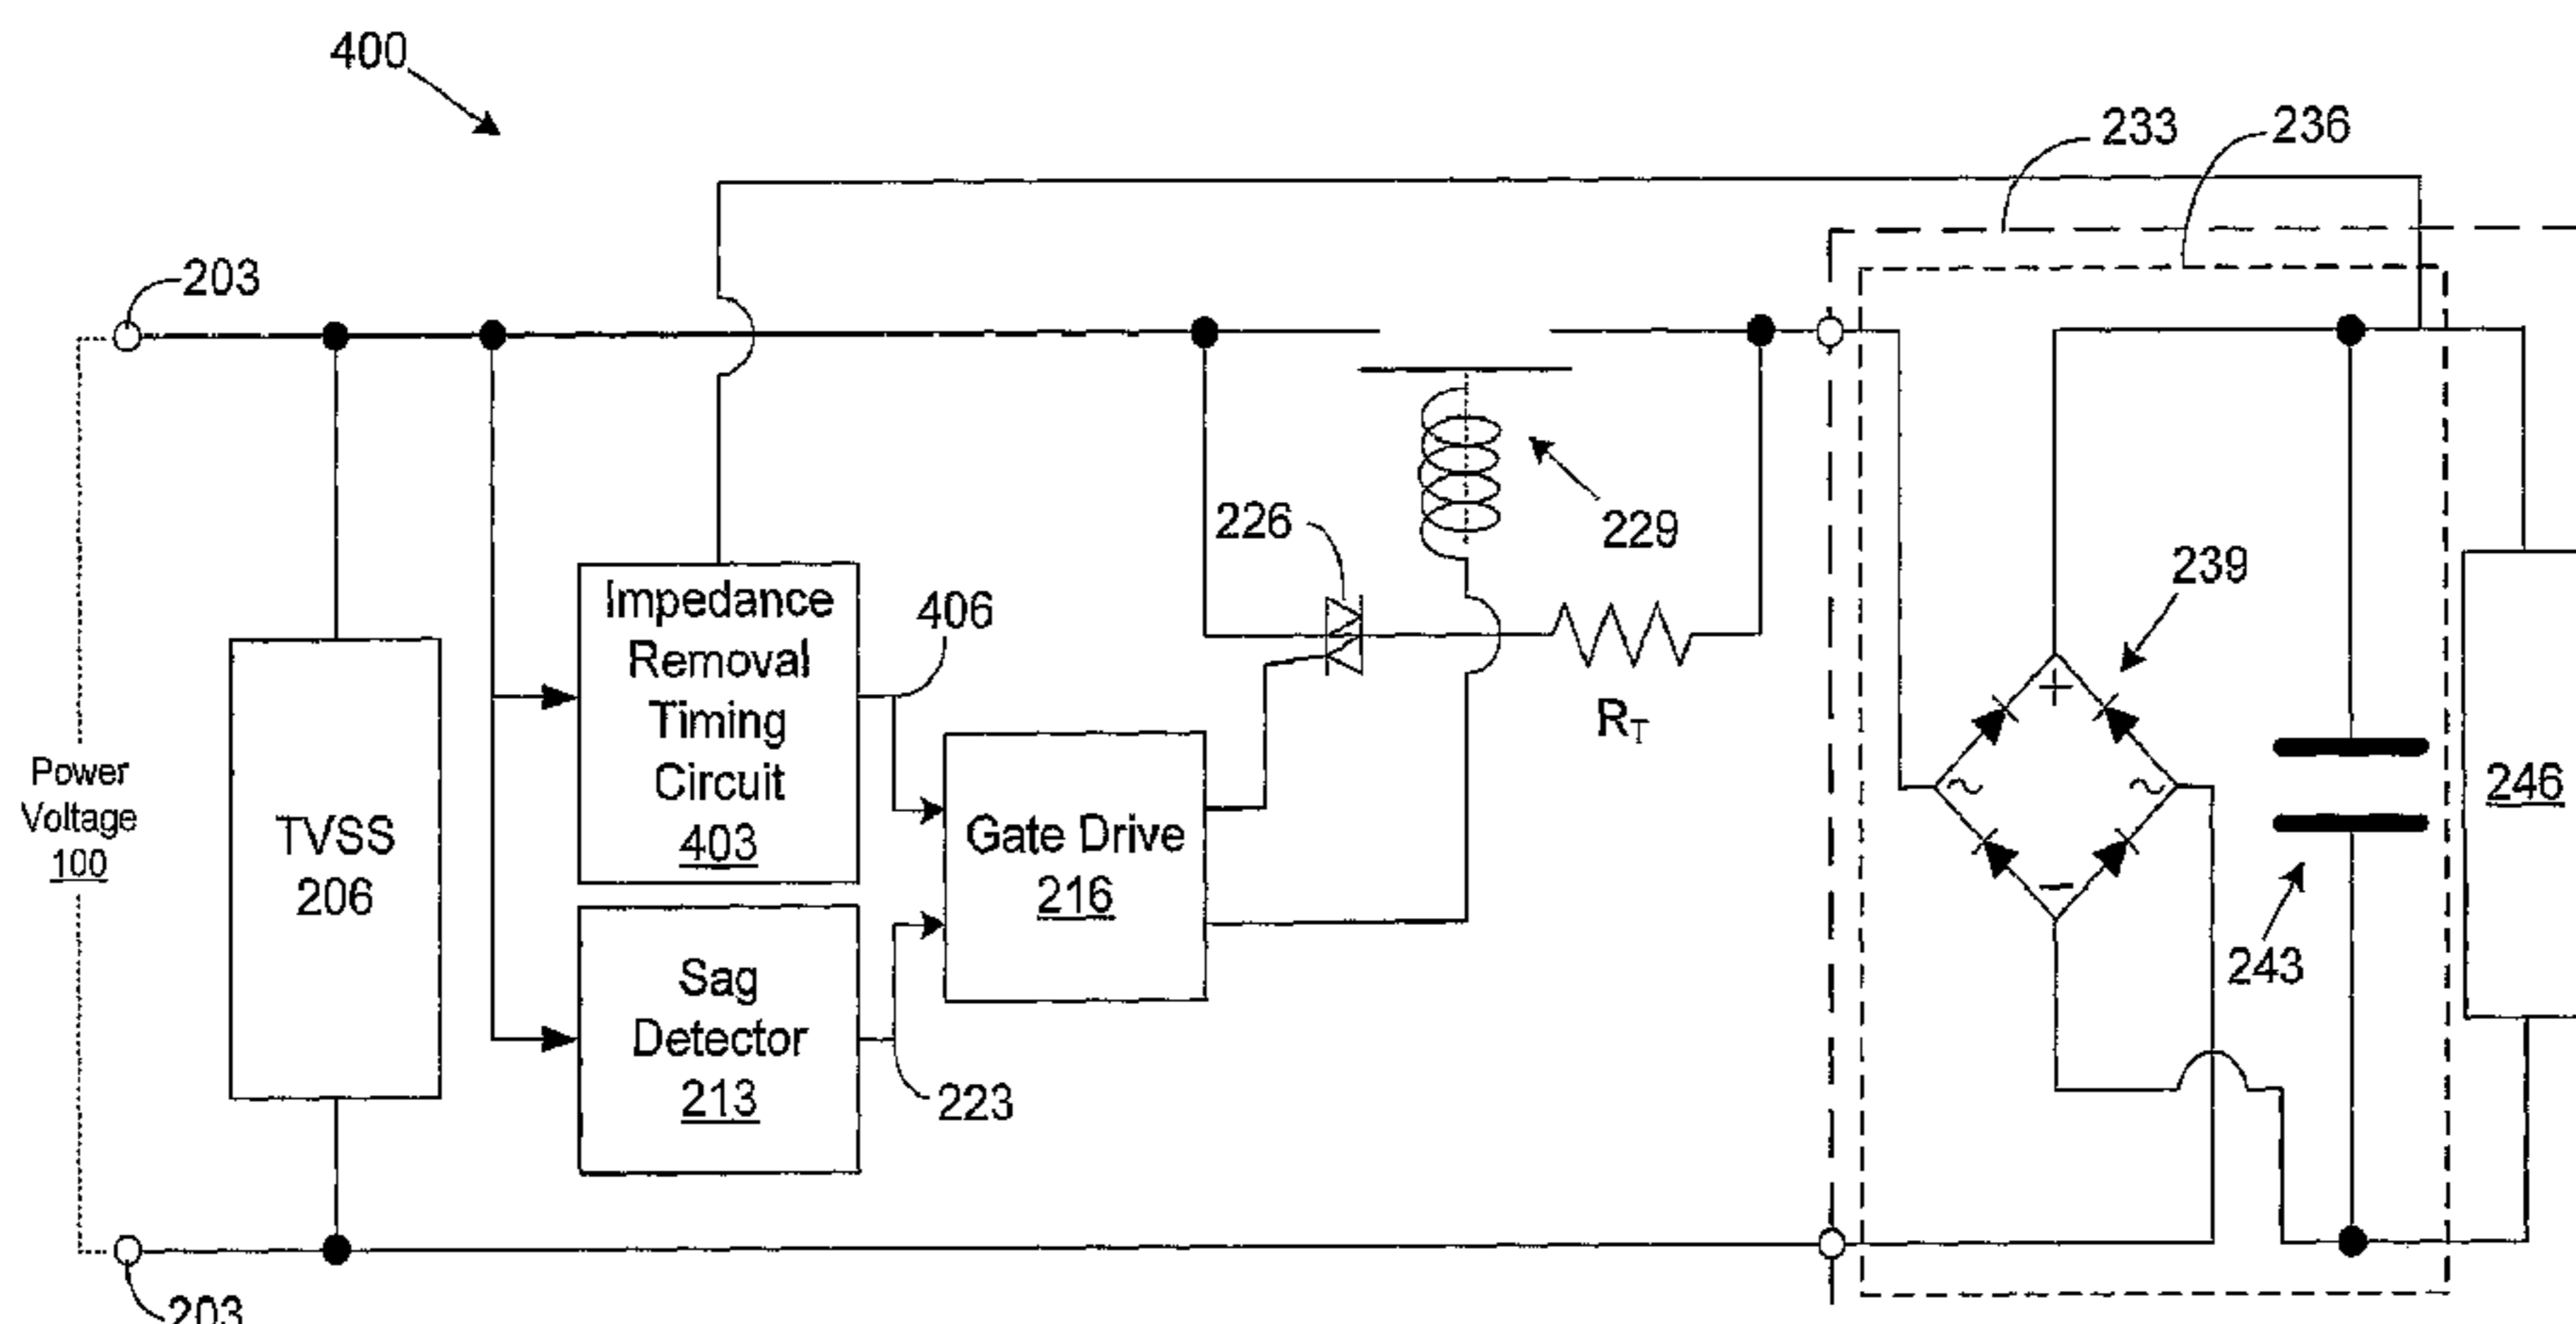 400
233
236
203
226
229
239
Impedance
Removal
Timing
Circuit
403
406
R_T
Power
Voltage
100
TVSS
206
Gate Drive
216
246
243
Sag
Detector
213
223
203
+
~
~
−